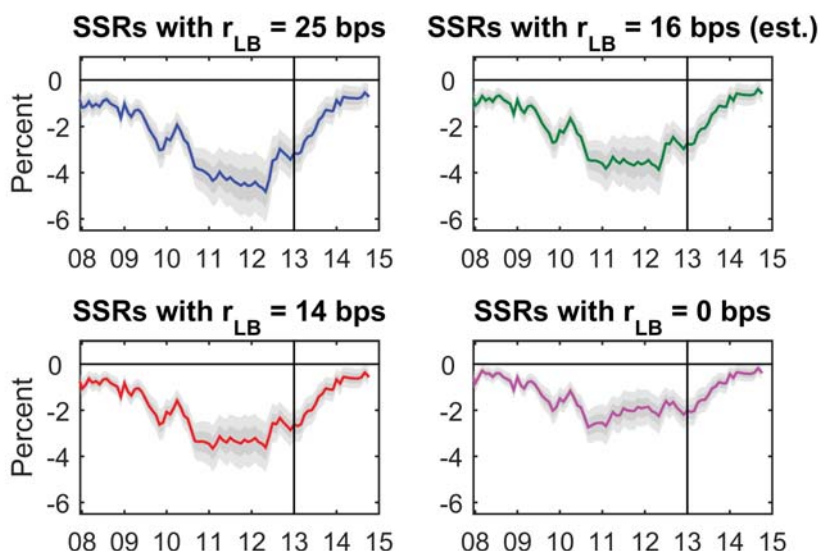 SSRs with r_LB = 25 bps
SSRs with r_LB = 16 bps (est.)
Percent
0
-2
-4
-6
08 09 10 11 12 13 14 15
0
-2
-4
-6
08 09 10 11 12 13 14 15
SSRs with r_LB = 14 bps
SSRs with r_LB = 0 bps
Percent
0
-2
-4
-6
08 09 10 11 12 13 14 15
0
-2
-4
-6
08 09 10 11 12 13 14 15